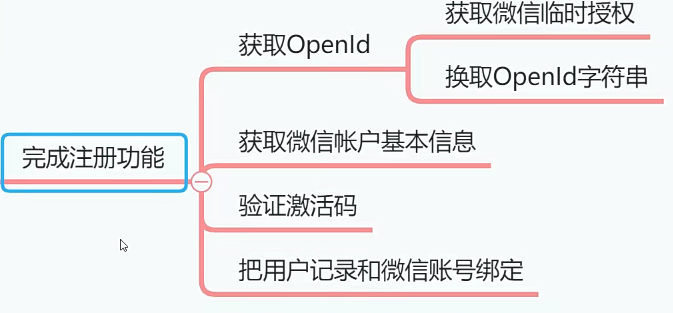 获取微信临时授权
获取OpenId
换取OpenId字符串
获取微信帐户基本信息
完成注册功能
验证激活码
把用户记录和微信账号绑定